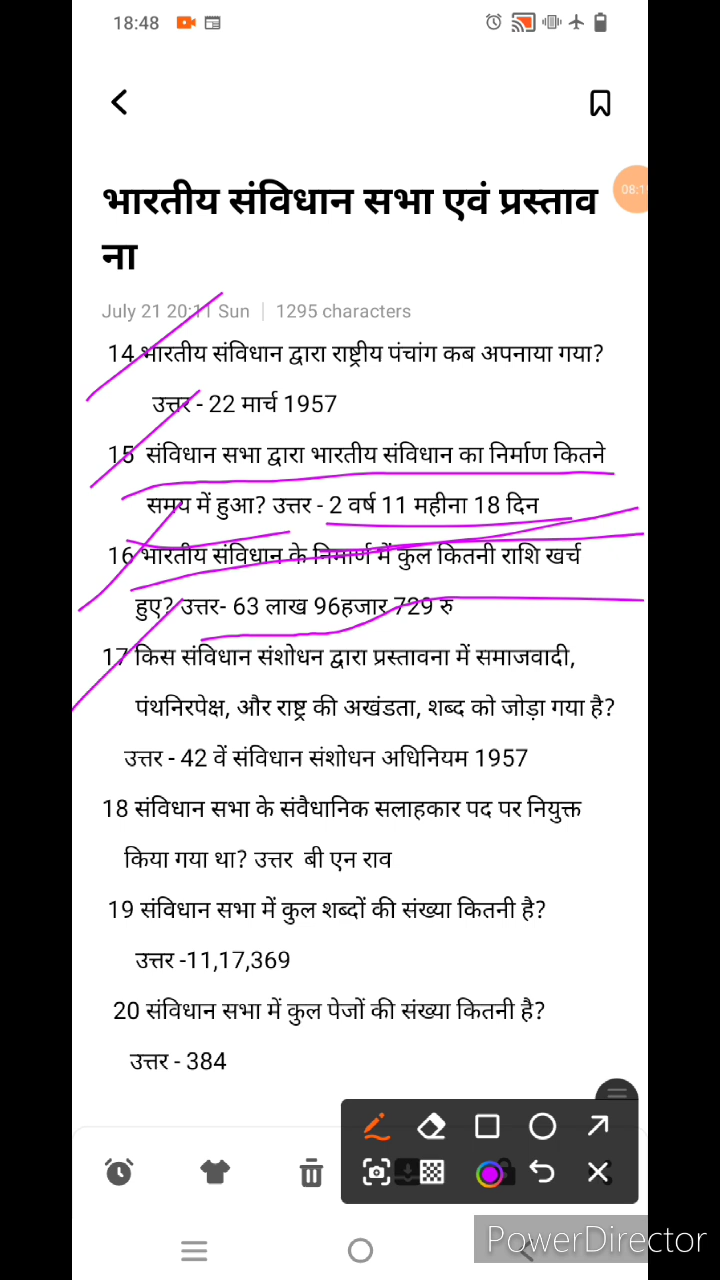 18:48
08:1
भारतीय संविधान सभा एवं प्रस्ताव
ना
July 21 20:11 Sun | 1295 characters
14 भारतीय संविधान द्वारा राष्ट्रीय पंचांग कब अपनाया गया?
उत्तर - 22 मार्च 1957
15 संविधान सभा द्वारा भारतीय संविधान का निर्माण कितने
समय में हुआ? उत्तर - 2 वर्ष 11 महीना 18 दिन
16 भारतीय संविधान के निमार्ण में कुल कितनी राशि खर्च
हुए? उत्तर- 63 लाख 96हजार 729 रु
17 किस संविधान संशोधन द्वारा प्रस्तावना में समाजवादी,
पंथनिरपेक्ष, और राष्ट्र की अखंडता, शब्द को जोड़ा गया है?
उत्तर - 42 वें संविधान संशोधन अधिनियम 1957
18 संविधान सभा के संवैधानिक सलाहकार पद पर नियुक्त
किया गया था? उत्तर बी एन राव
19 संविधान सभा में कुल शब्दों की संख्या कितनी है?
उत्तर -11,17,369
20 संविधान सभा में कुल पेजों की संख्या कितनी है?
उत्तर - 384
PowerDirector